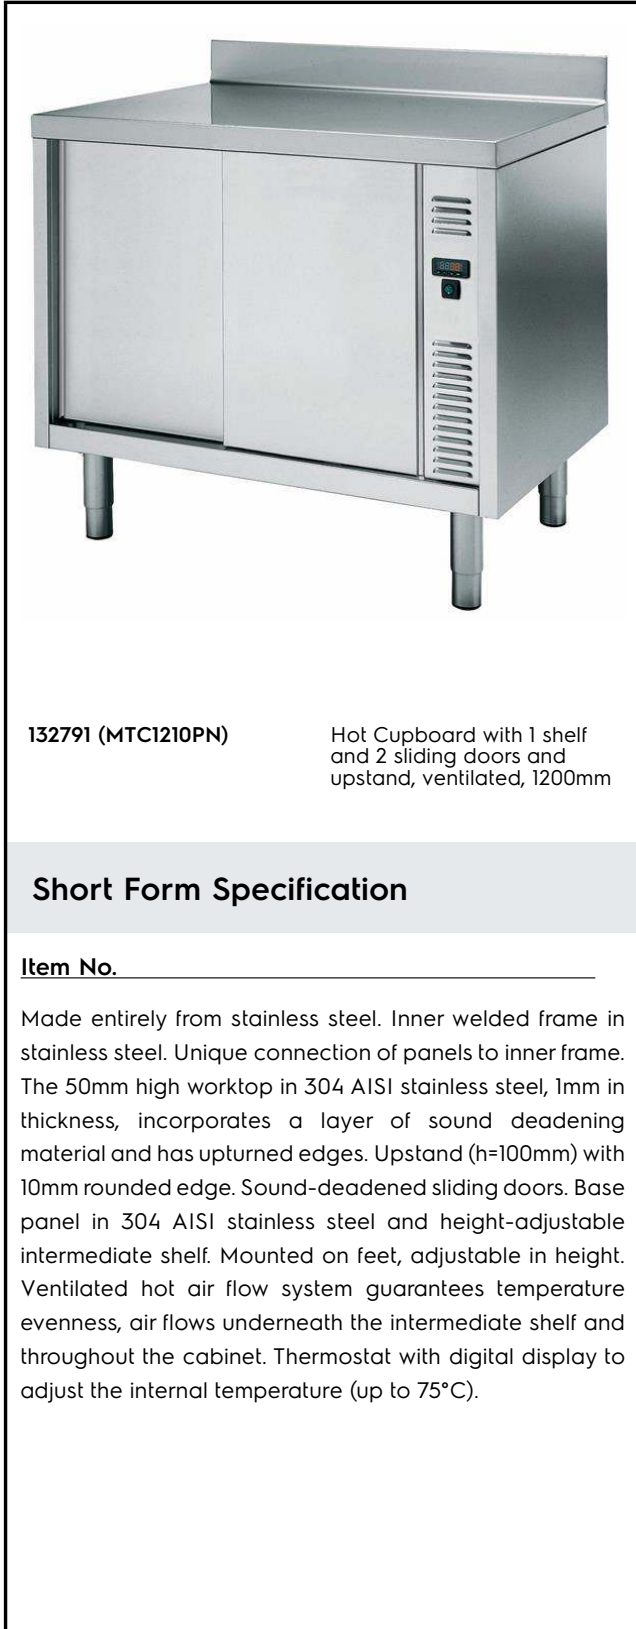 132791 (MTC1210PN)
Hot Cupboard with 1 shelf
and 2 sliding doors and
upstand, ventilated, 1200mm
Short Form Specification
Item No.
Made entirely from stainless steel. Inner welded frame in
stainless steel. Unique connection of panels to inner frame.
The 50mm high worktop in 304 AISI stainless steel, 1mm in
thickness, incorporates a layer of sound deadening
material and has upturned edges. Upstand (h=100mm) with
10mm rounded edge. Sound-deadened sliding doors. Base
panel in 304 AISI stainless steel and height-adjustable
intermediate shelf. Mounted on feet, adjustable in height.
Ventilated hot air flow system guarantees temperature
evenness, air flows underneath the intermediate shelf and
throughout the cabinet. Thermostat with digital display to
adjust the internal temperature (up to 75°C).